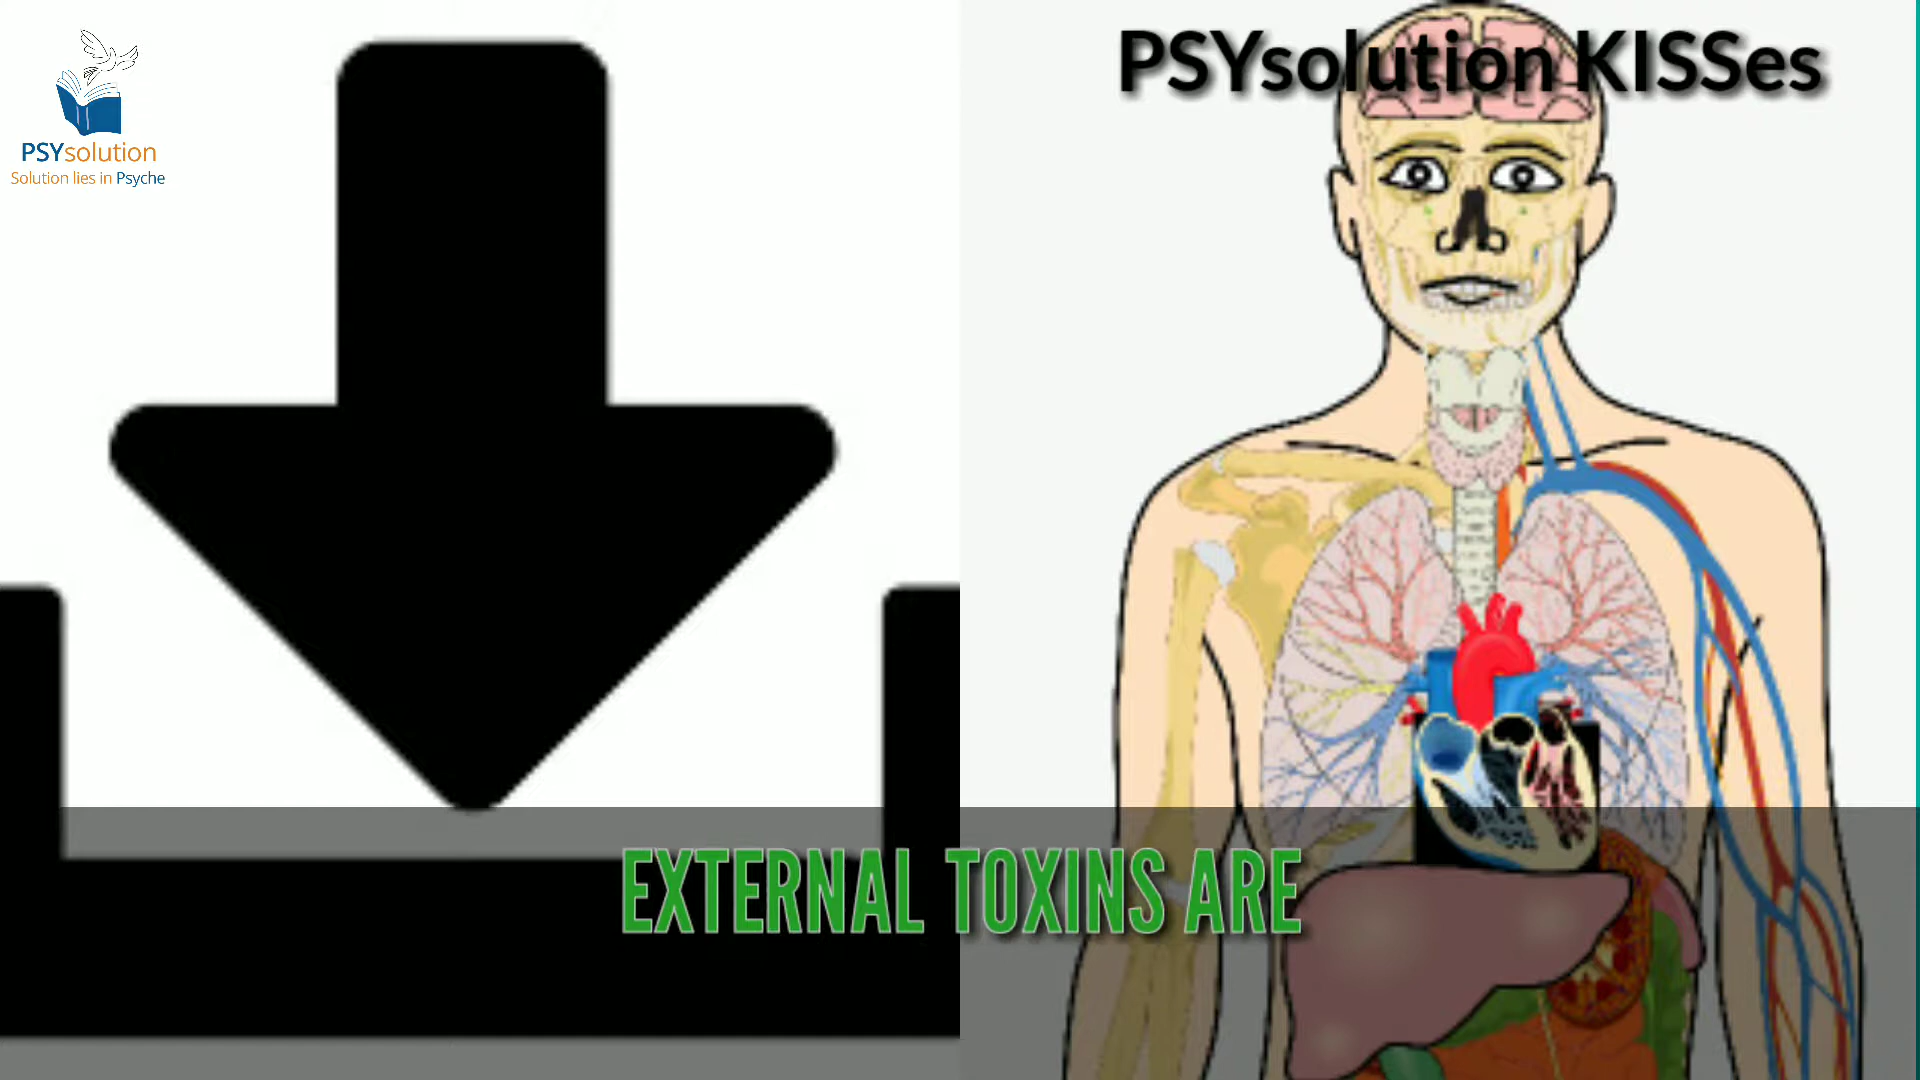 PSYsolution
Solution lies in Psyche
PSYsolution KISSes
EXTERNAL TOXINS ARE